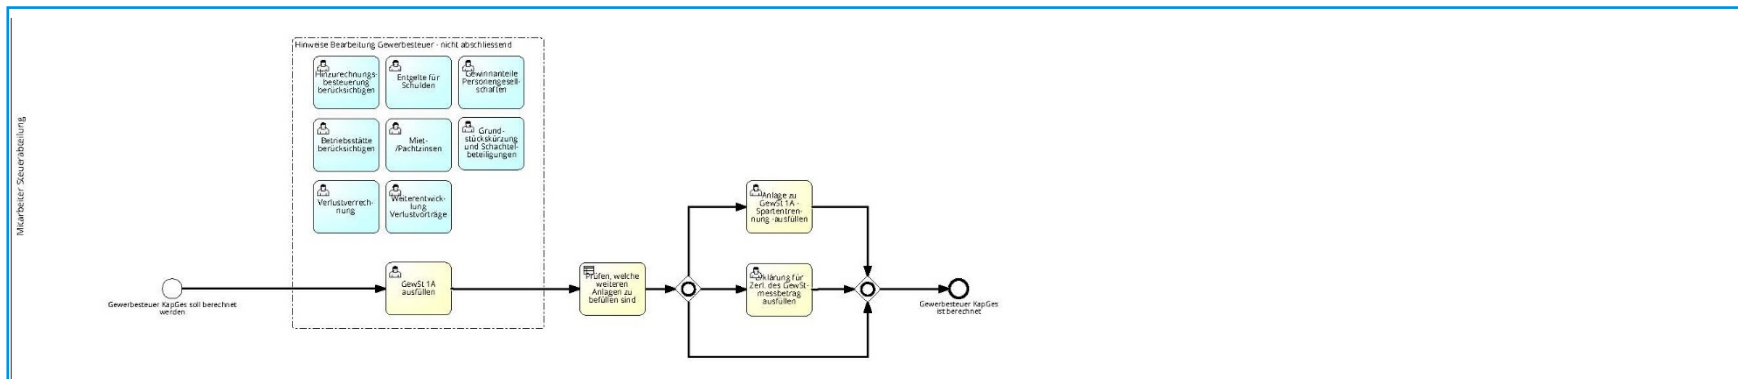 Mitarbeiter Steuerabteilung
Hinweise Bearbeitung Gewerbesteuer - nicht abschliessend
Hinzurechnungs-
besteuerung
berücksichtigen
Entgelte für
Schulden
Gewinnanteile
Personengesell-
schaften
Betriebsstätte
berücksichtigen
Miet-
/Pachtzinsen
Grund-
stückskürzung
und Schachtel-
beteiligungen
Verlustverrech-
nung
Weiterentwick-
lung
Verlustvorträge
Gewerbesteuer KapGes soll berechnet
werden
GewSt 1A
ausfüllen
Prüfen, welche
weiteren
Anlagen zu
befüllen sind
Anlage zu
GewSt 1A -
Spartentren-
nung -ausfüllen
Erklärung für
Zerl. des GewSt-
messbetrag
ausfüllen
Gewerbesteuer KapGes
ist berechnet